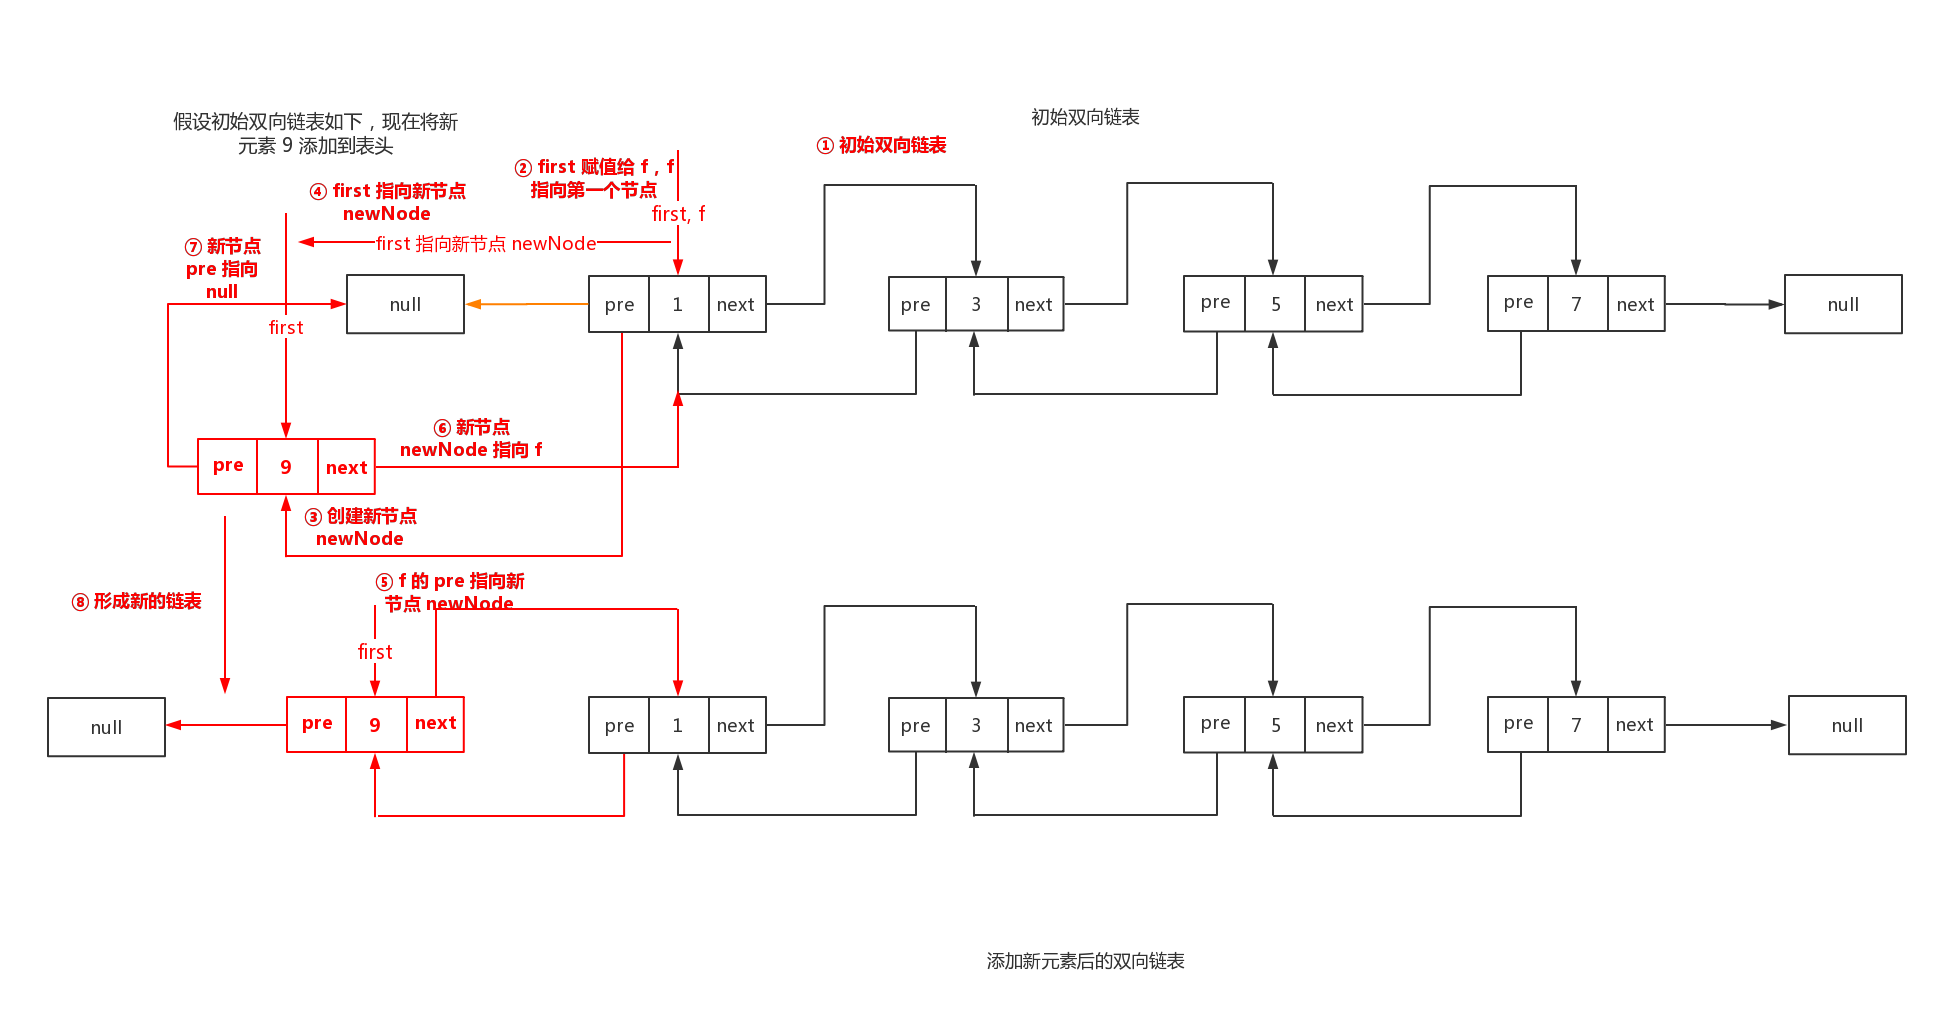 初始双向链表
假设初始双向链表如下，现在将新
元素 9 添加到表头
① 初始双向链表
② first 赋值给 f，f
指向第一个节点
④ first 指向新节点
newNode
first, f
first 指向新节点 newNode
⑦ 新节点
pre 指向
null
null
pre 1 next
pre 3 next
pre 5 next
pre 7 next
null
first
⑥ 新节点
newNode 指向 f
pre 9 next
③ 创建新节点
newNode
⑤ f 的 pre 指向新
节点 newNode
⑧ 形成新的链表
first
null
pre 9 next
pre 1 next
pre 3 next
pre 5 next
pre 7 next
null
添加新元素后的双向链表